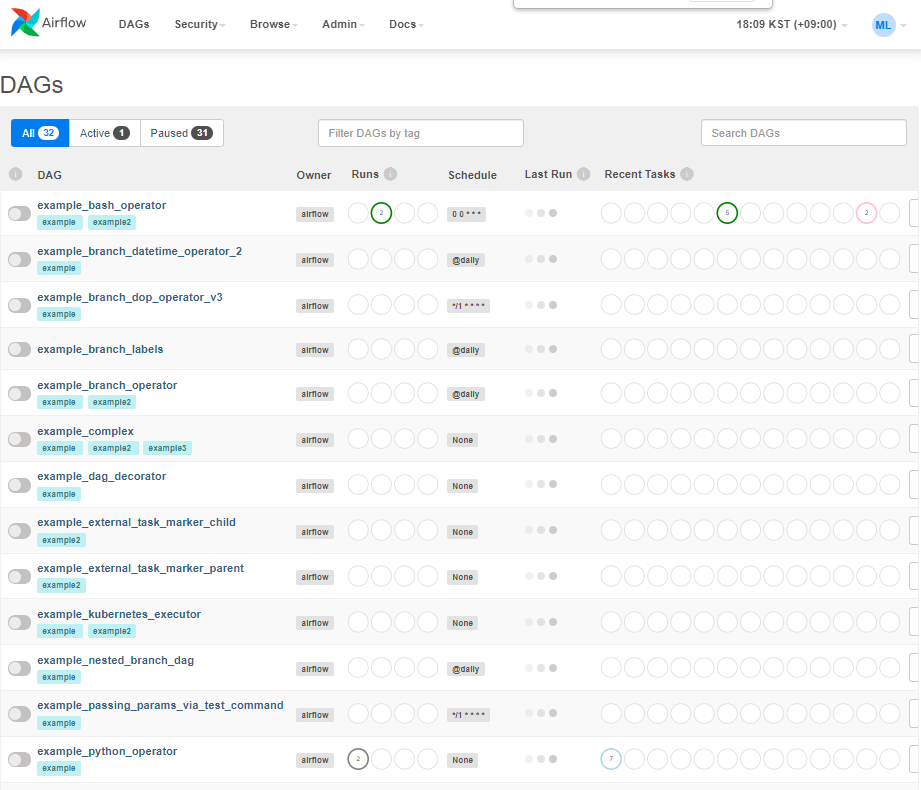 Airflow DAGs Security Browse Admin Docs 18:09 KST (+09:00) ML
DAGs
All 32 Active 1 Paused 31 Filter DAGs by tag Search DAGs
i DAG Owner Runs i Schedule Last Run i Recent Tasks i
example_bash_operator
example example2 airflow 2 0 0 * * * 5 2
example_branch_datetime_operator_2
example airflow @daily
example_branch_dop_operator_v3
example airflow */1 * * * *
example_branch_labels airflow @daily
example_branch_operator
example example2 airflow @daily
example_complex
example example2 example3 airflow None
example_dag_decorator
example airflow None
example_external_task_marker_child
example2 airflow None
example_external_task_marker_parent
example2 airflow None
example_kubernetes_executor
example example2 airflow None
example_nested_branch_dag
example airflow @daily
example_passing_params_via_test_command
example airflow */1 * * * *
example_python_operator
example airflow 2 None 7